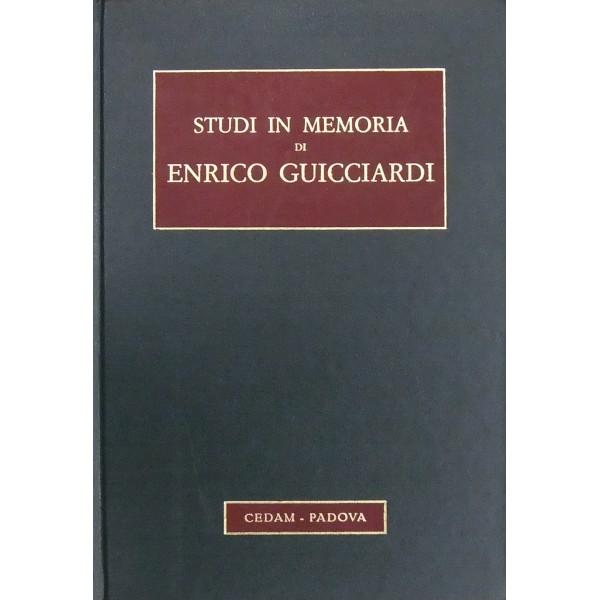 STUDI IN MEMORIA
DI
ENRICO GUICCIARDI
CEDAM - PADOVA